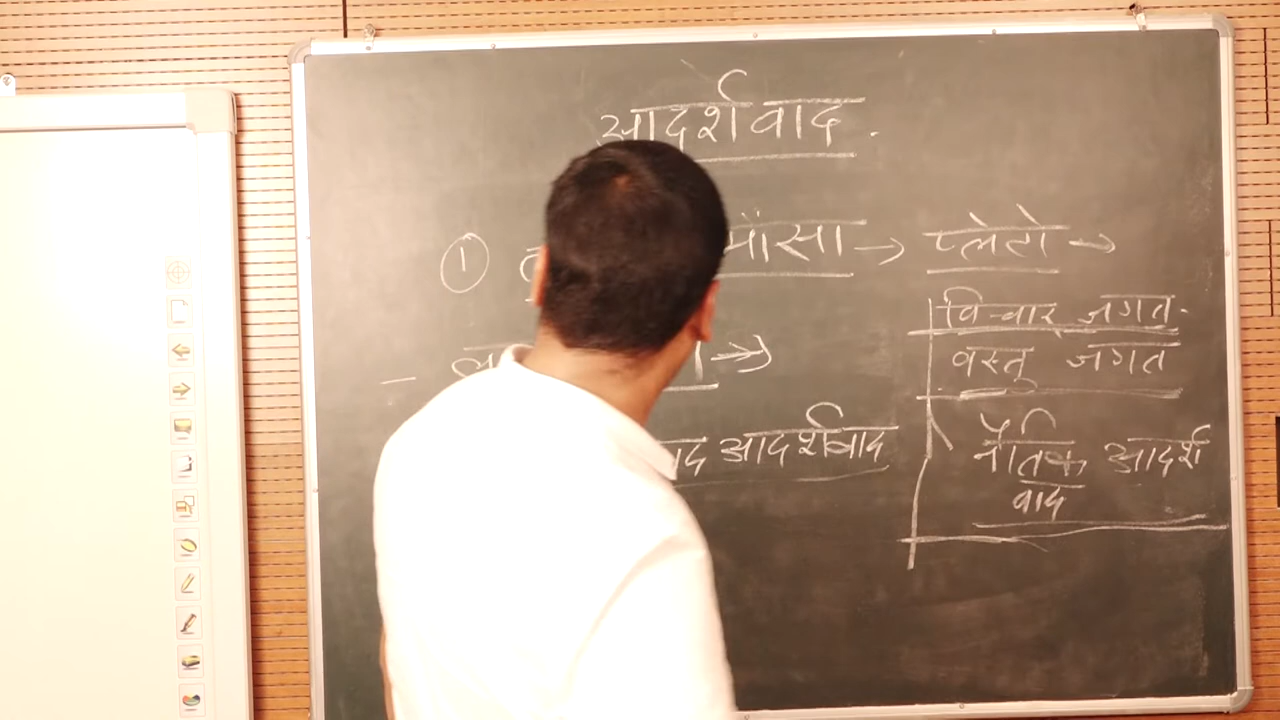 आदर्शवाद
① मांसा → प्लेटो →
विचार जगत
वस्तु जगत
आदर्शवाद
नैतिक आदर्श
वाद